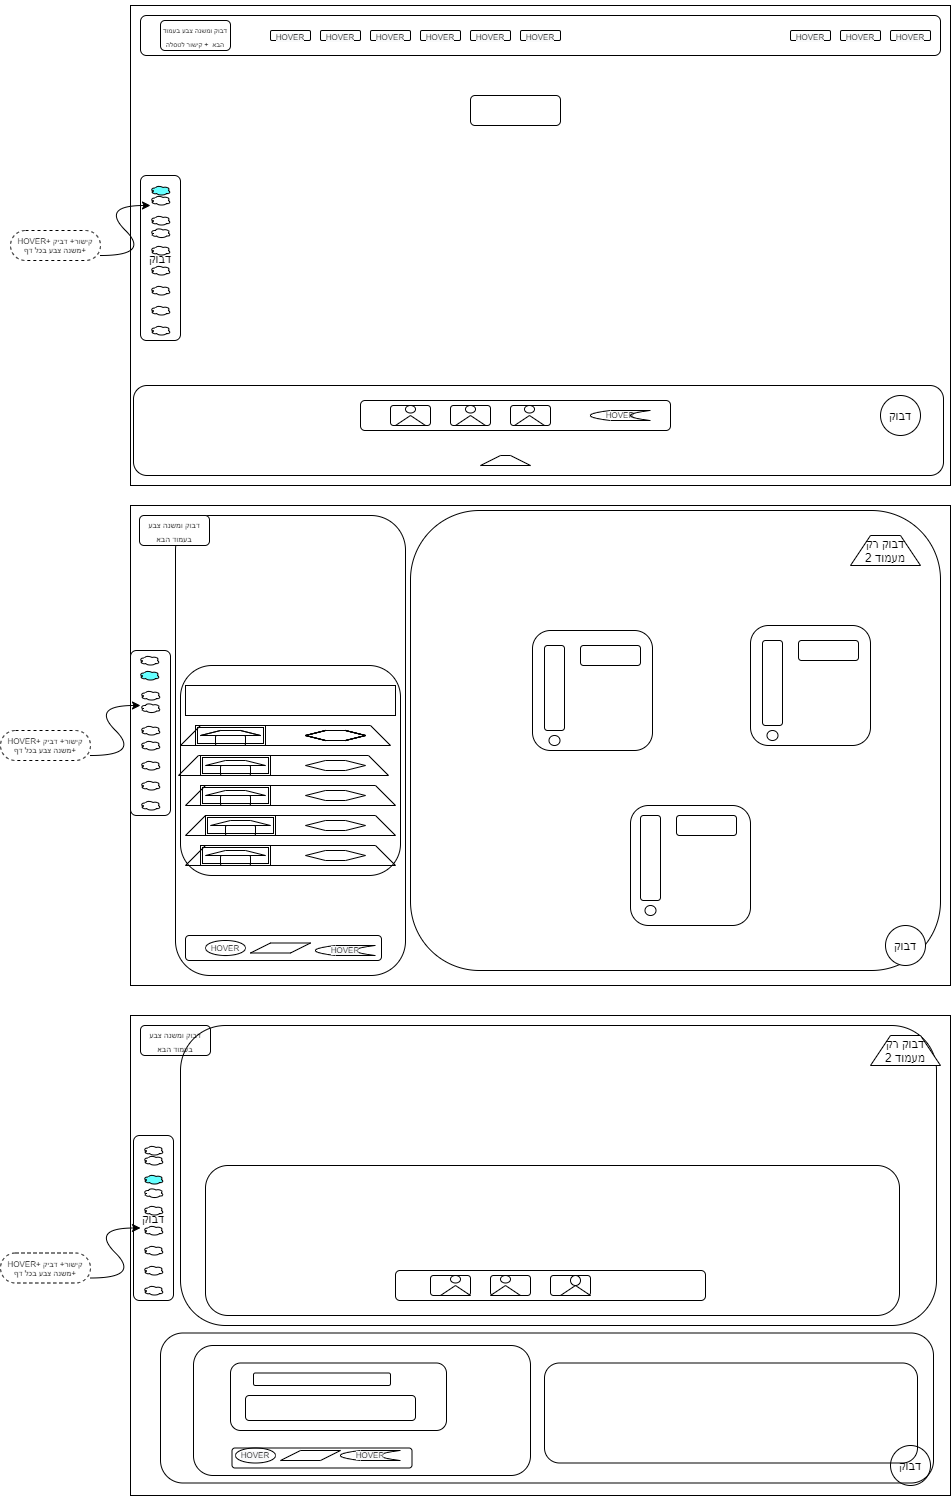 דבוק ומשנה צבע בעמוד
הבא + קישור לטסלה
HOVER HOVER HOVER HOVER HOVER HOVER HOVER HOVER HOVER
קישור+ דביק +HOVER
+משנה צבע בכל דף
דבוק
HOVER
דבוק
דבוק ומשנה צבע
בעמוד הבא
דבוק רק
מעמוד 2
קישור+ דביק +HOVER
+משנה צבע בכל דף
HOVER HOVER
דבוק
דבוק ומשנה צבע
בעמוד הבא
דבוק רק
מעמוד 2
דבוק
קישור+ דביק +HOVER
+משנה צבע בכל דף
HOVER HOVER
דבוק